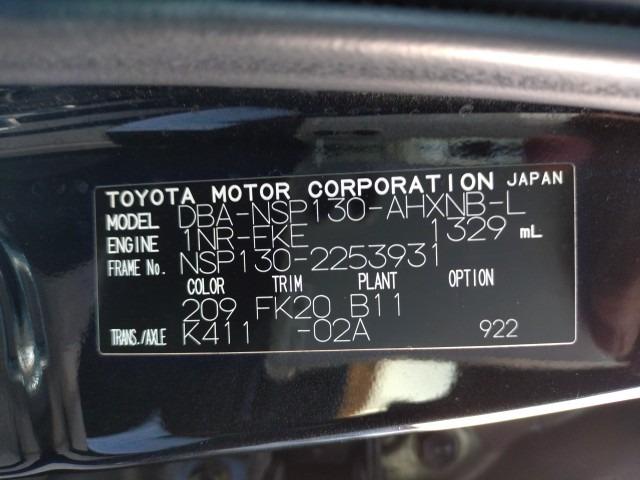 TOYOTA MOTOR CORPORATION JAPAN
MODEL DBA-NSP130-AHXNB-L
ENGINE 1NR-FKE 1329 mL
FRAME No. NSP130-2253931
COLOR TRIM PLANT OPTION
209 FK20 B11
TRANS./AXLE K411 -02A 922